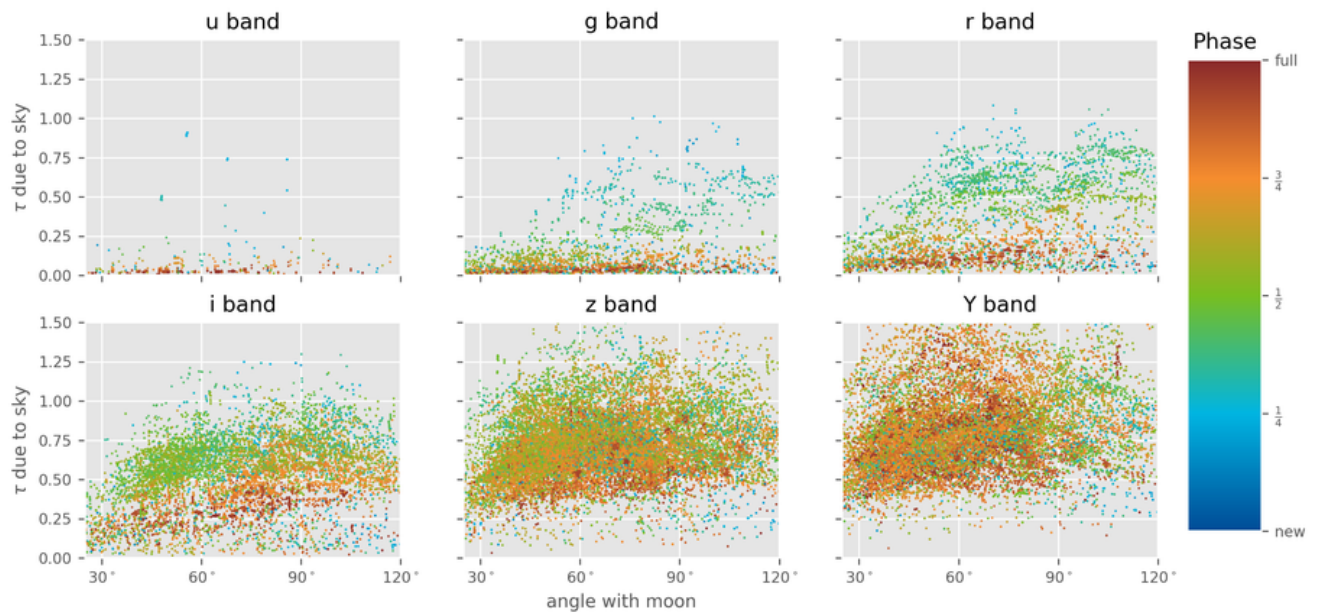 u band
g band
r band
Phase
1.50
1.25
1.00
0.75
0.50
0.25
0.00
τ due to sky
full
3/4
1/2
1/4
new
i band
z band
Y band
1.50
1.25
1.00
0.75
0.50
0.25
0.00
τ due to sky
30° 60° 90° 120°
30° 60° 90° 120°
30° 60° 90° 120°
angle with moon